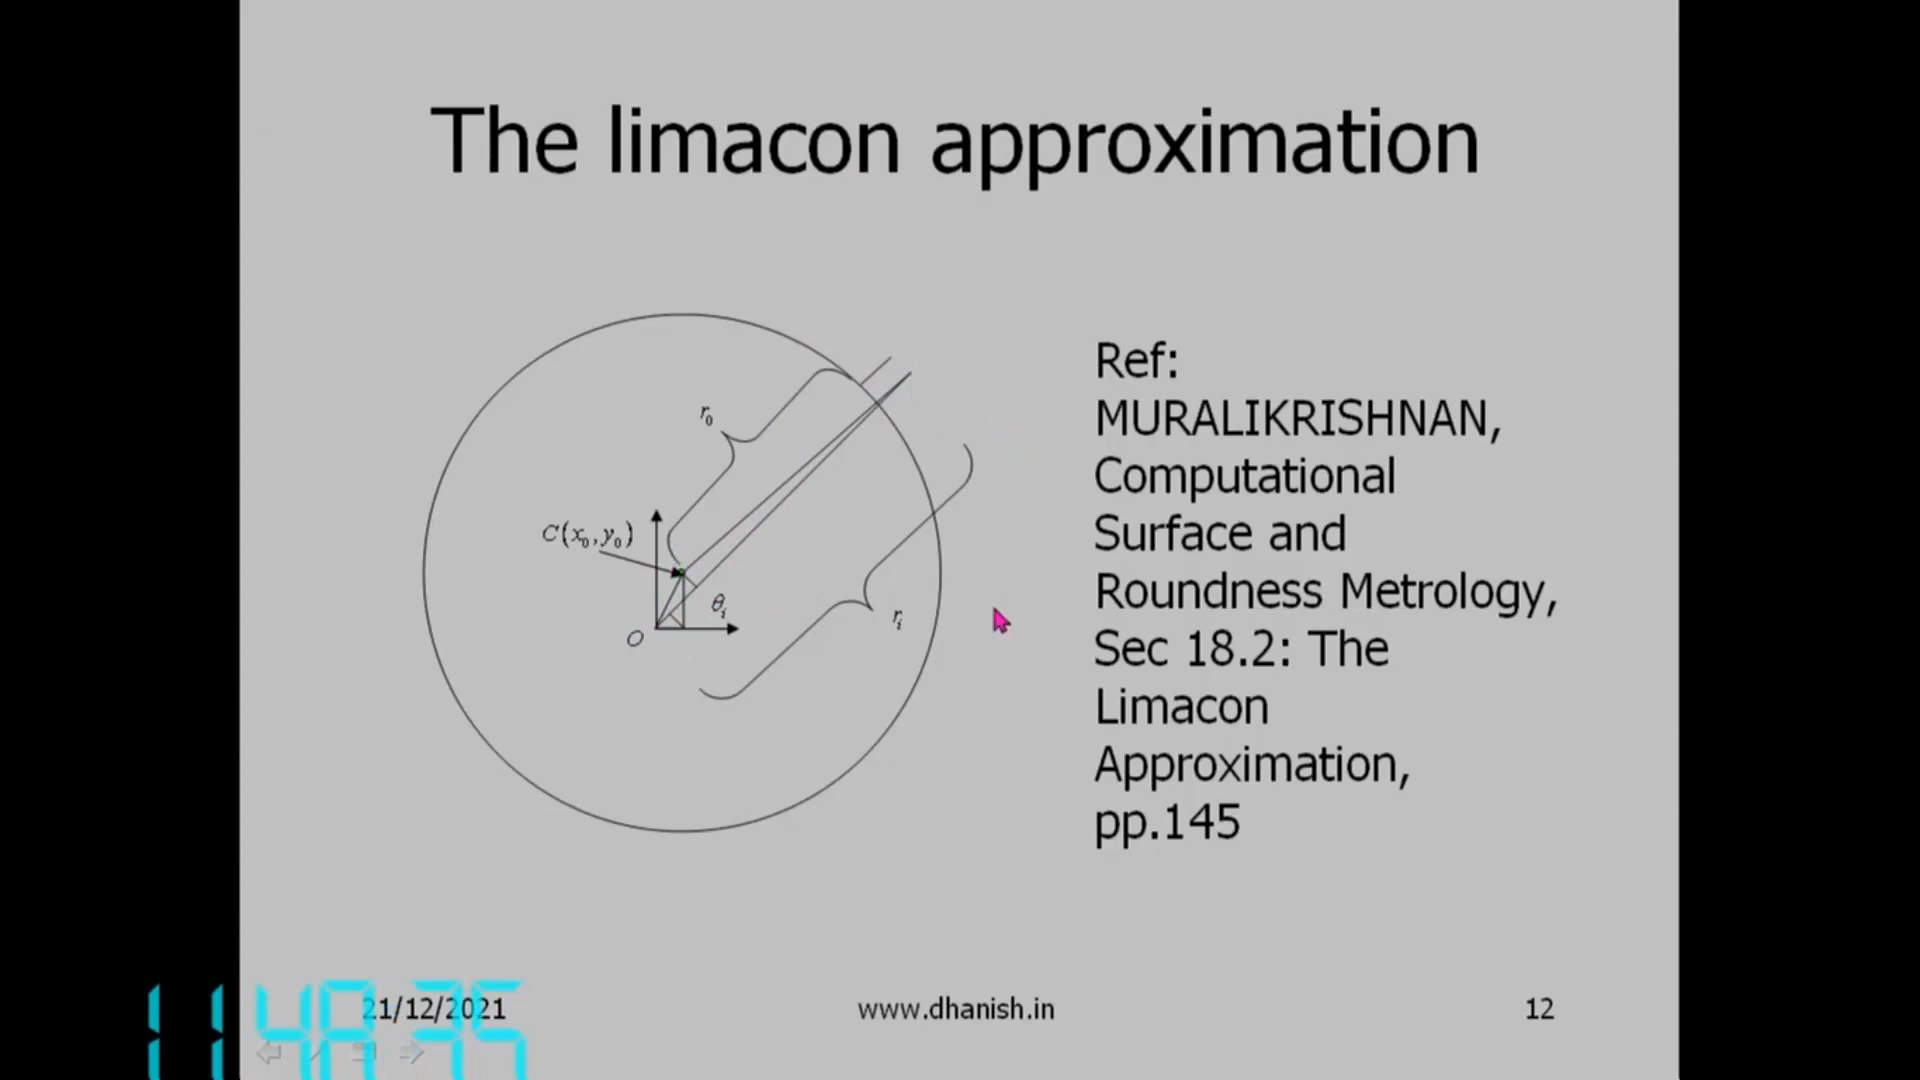 The limacon approximation
r₀
C(x₀,y₀)
θᵢ
rᵢ
O
Ref:
MURALIKRISHNAN,
Computational
Surface and
Roundness Metrology,
Sec 18.2: The
Limacon
Approximation,
pp.145
21/12/2021
www.dhanish.in
12